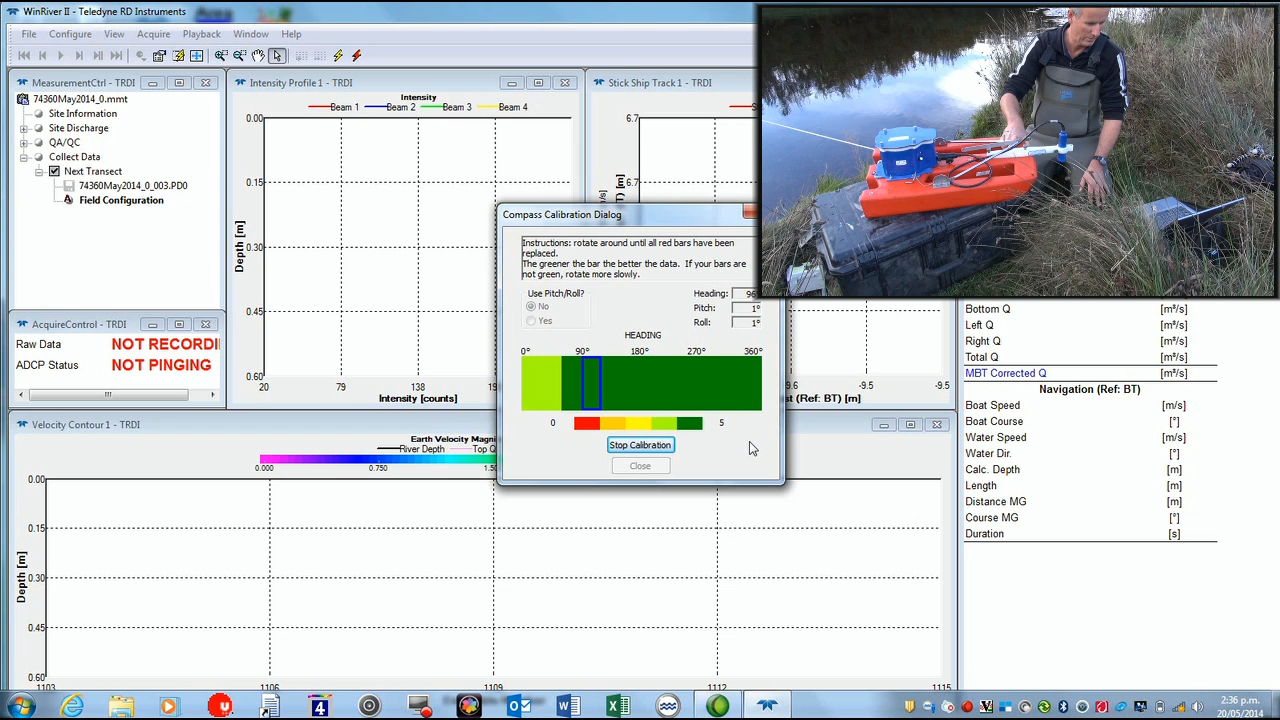 WinRiver II - Teledyne RD Instruments
File Configure View Acquire Playback Window Help
MeasurementCtrl - TRDI
74360May2014_0.mmt
Site Information
Site Discharge
QA/QC
Collect Data
Next Transect
74360May2014_0_003.PD0
Field Configuration
AcquireControl - TRDI
Raw Data NOT RECORDI
ADCP Status NOT PINGING
Intensity Profile 1 - TRDI
Intensity
Beam 1 Beam 2 Beam 3 Beam 4
0.00
0.15
0.30
0.45
0.60
Depth [m]
20 79 138
Intensity [counts]
Stick Ship Track 1 - TRDI
6.7
6.7
-9.6 -9.5 -9.5
(Ref: BT) [m]
Compass Calibration Dialog
Instructions: rotate around until all red bars have been
replaced.
The greener the bar the better the data. If your bars are
not green, rotate more slowly.
Use Pitch/Roll?
No
Yes
Heading: 96
Pitch: 1°
Roll: 1°
HEADING
0° 90° 180° 270° 360°
0 5
Stop Calibration
Close
Velocity Contour 1 - TRDI
Earth Velocity Magni
River Depth Top Q
0.000 0.750 1.5
0.00
0.15
0.30
0.45
0.60
Depth [m]
1103 1106 1109 1112 1115
Bottom Q [m³/s]
Left Q [m³/s]
Right Q [m³/s]
Total Q [m³/s]
MBT Corrected Q [m³/s]
Navigation (Ref: BT)
Boat Speed [m/s]
Boat Course [°]
Water Speed [m/s]
Water Dir. [°]
Calc. Depth [m]
Length [m]
Distance MG [m]
Course MG [°]
Duration [s]
4
2:36 p.m.
20/05/2014